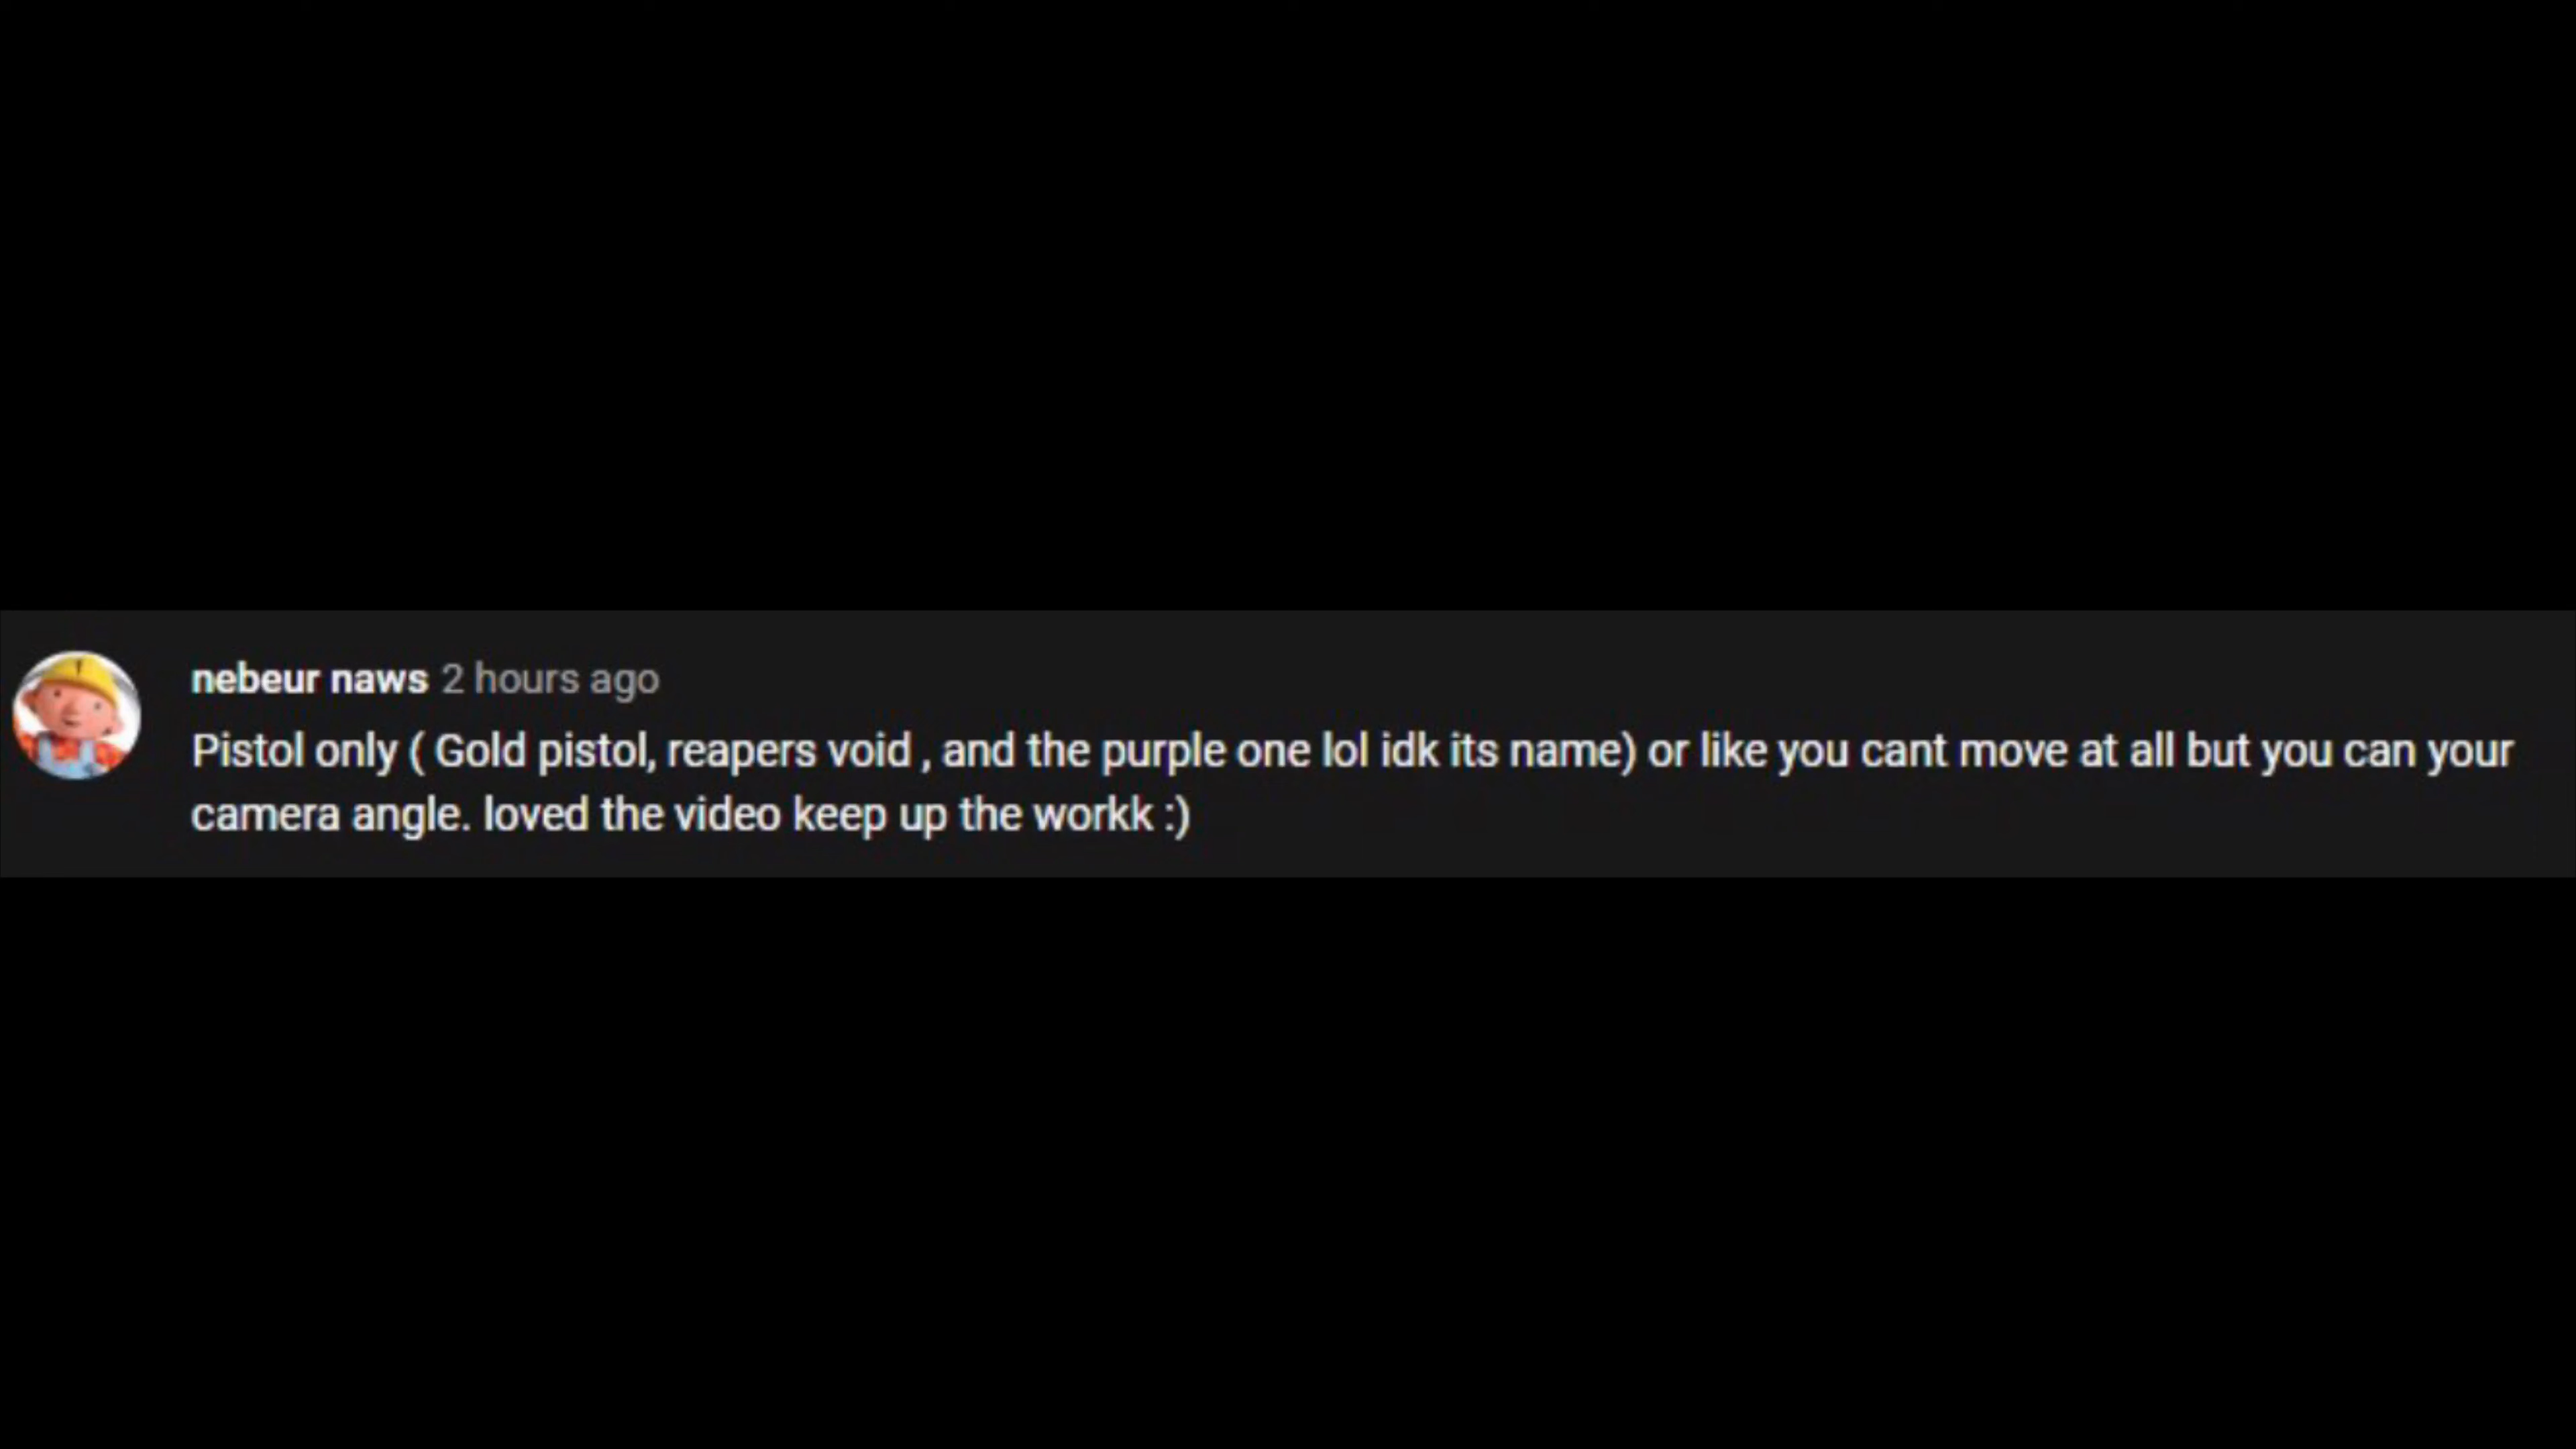 nebeur naws 2 hours ago
Pistol only ( Gold pistol, reapers void , and the purple one lol idk its name) or like you cant move at all but you can your
camera angle. loved the video keep up the workk :)